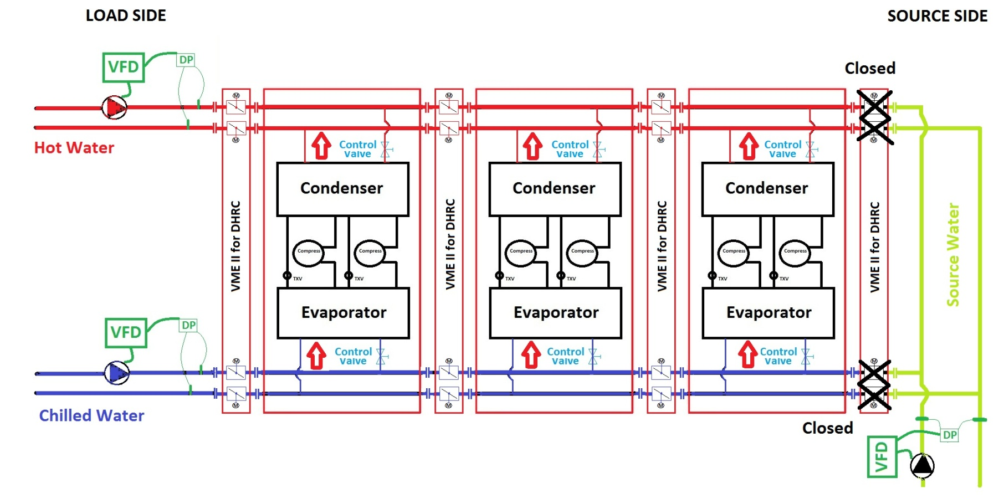 LOAD SIDE
SOURCE SIDE
VFD
DP
Closed
M
M
M
M
M
M
M
M
Hot Water
Control
valve
Control
valve
Control
valve
Condenser
Condenser
Condenser
VME II for DHRC
VME II for DHRC
VME II for DHRC
VME II for DHRC
Source Water
Compress
Compress
Compress
Compress
Compress
Compress
TXV
TXV
TXV
TXV
TXV
TXV
Evaporator
Evaporator
Evaporator
VFD
DP
Control
valve
Control
valve
Control
valve
M
M
M
M
M
M
M
M
Chilled Water
Closed
DP
VFD